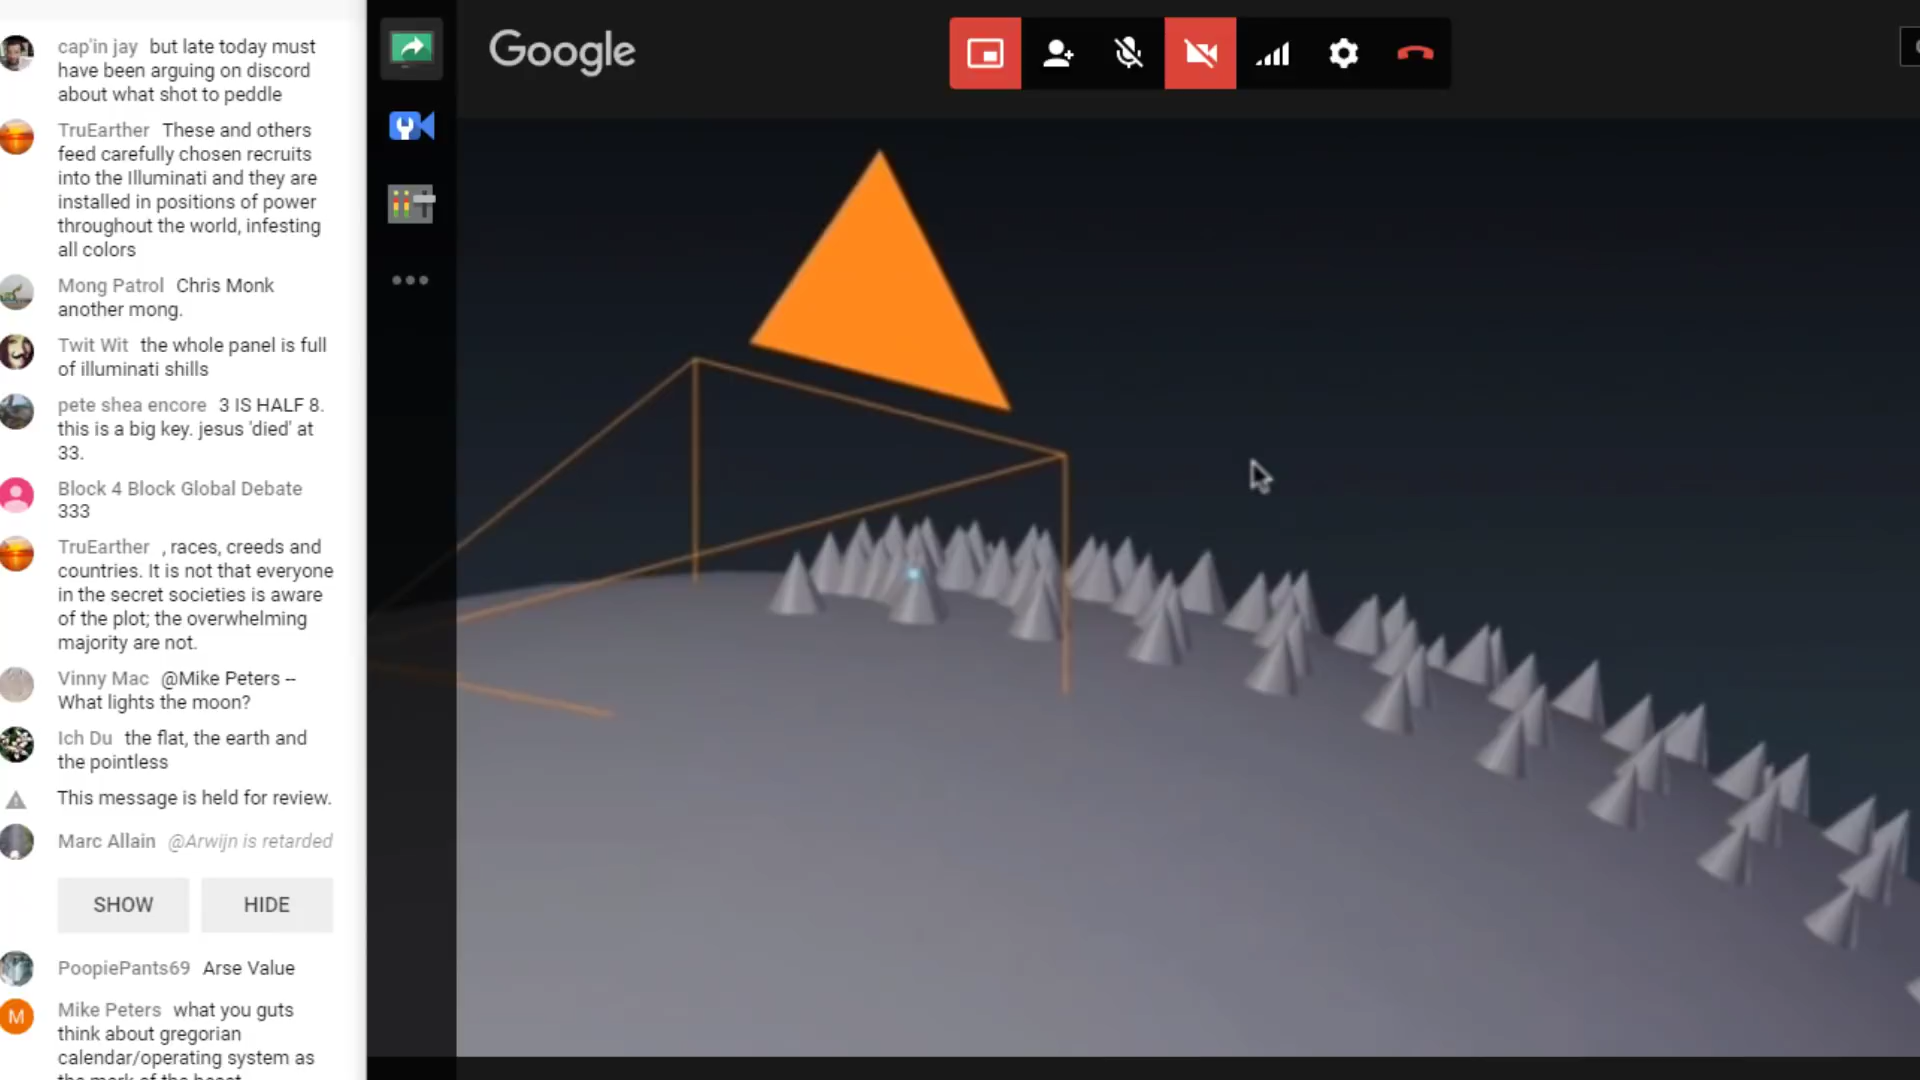 cap'in jay but late today must
have been arguing on discord
about what shot to peddle
TruEarther These and others
feed carefully chosen recruits
into the Illuminati and they are
installed in positions of power
throughout the world, infesting
all colors
Mong Patrol Chris Monk
another mong.
Twit Wit the whole panel is full
of illuminati shills
pete shea encore 3 IS HALF 8.
this is a big key. jesus 'died' at
33.
Block 4 Block Global Debate
333
TruEarther , races, creeds and
countries. It is not that everyone
in the secret societies is aware
of the plot; the overwhelming
majority are not.
Vinny Mac @Mike Peters --
What lights the moon?
Ich Du the flat, the earth and
the pointless
This message is held for review.
Marc Allain @Arwijn is retarded
SHOW HIDE
PoopiePants69 Arse Value
M Mike Peters what you guts
think about gregorian
calendar/operating system as
the mark of the beast
Google